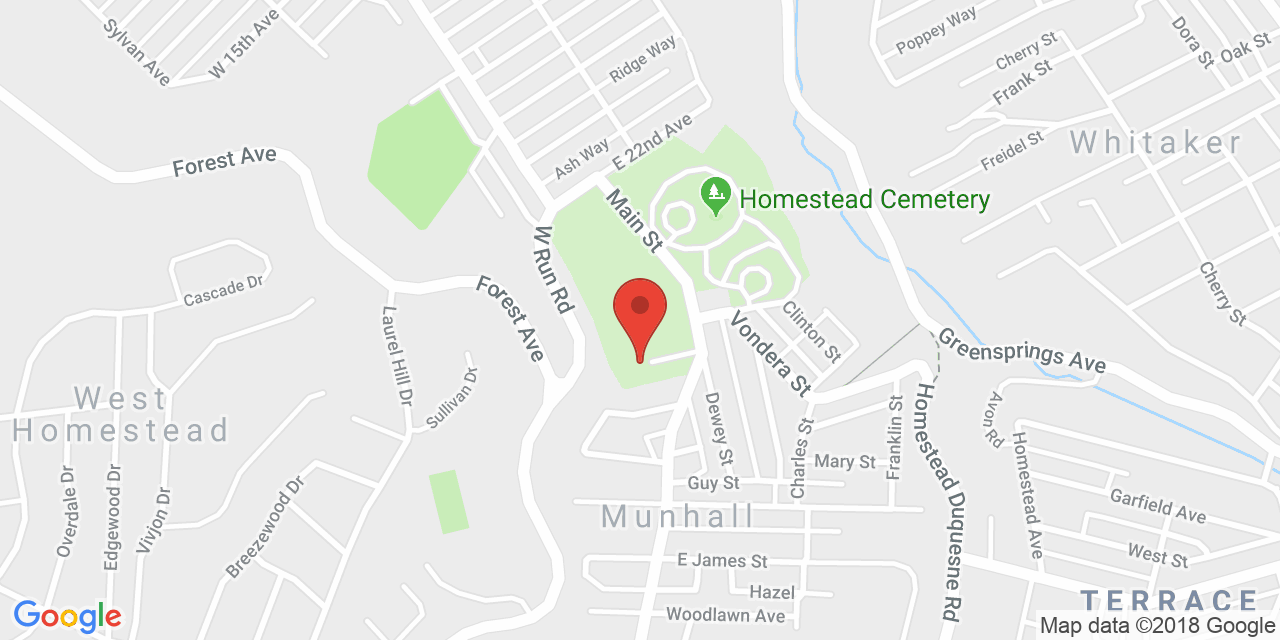 Sylvan Ave
W 15th Ave
Ridge Way
Poppey Way
Cherry St
Frank St
Dora St
Oak St
Forest Ave
Ash Way
E 22nd Ave
Freidel St
Whitaker
Main St
Homestead Cemetery
W Run Rd
Cascade Dr
Forest Ave
Laurel Hill Dr
Sullivan Dr
Cherry St
Vondera St
Clinton St
Greensprings Ave
West
Homestead
Dewey St
Charles St
Franklin St
Mary St
Avon Rd
Homestead Ave
Homestead Duquesne Rd
Overdale Dr
Edgewood Dr
Vivjon Dr
Breezewood Dr
Guy St
Munhall
Garfield Ave
West St
E James St
Hazel
Woodlawn Ave
TERRACE
Google
Map data ©2018 Google